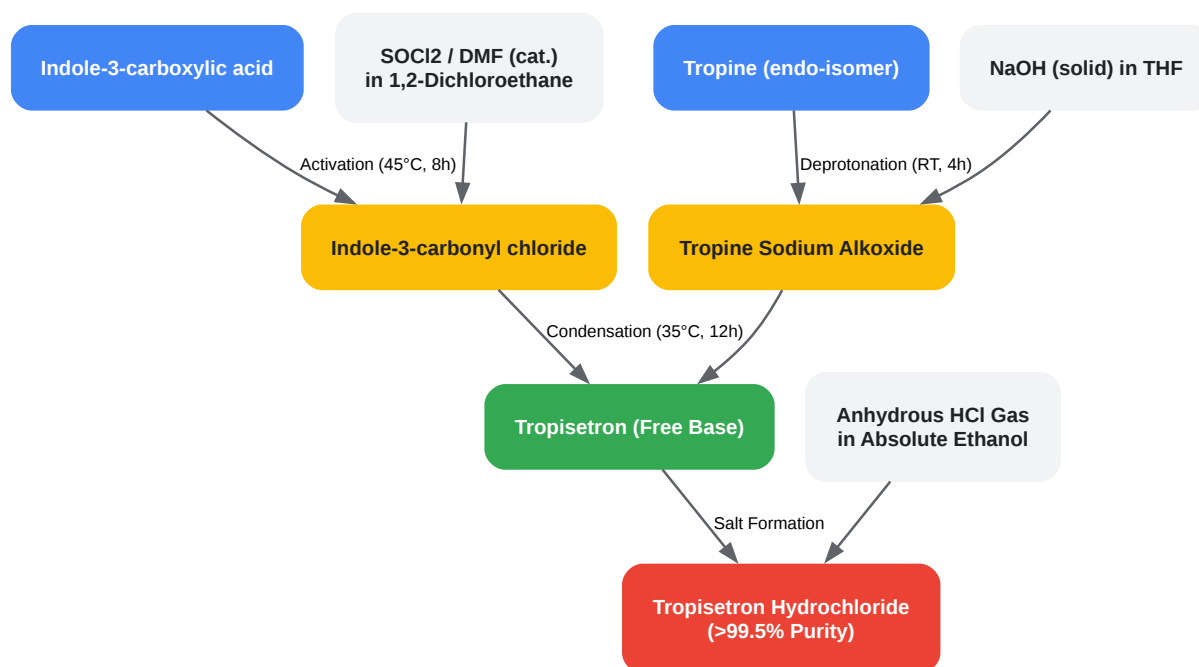 Indole-3-carboxylic acid
SOCl2 / DMF (cat.)
in 1,2-Dichloroethane
Tropine (endo-isomer)
NaOH (solid) in THF
Activation (45°C, 8h)
Deprotonation (RT, 4h)
Indole-3-carbonyl chloride
Tropine Sodium Alkoxide
Condensation (35°C, 12h)
Tropisetron (Free Base)
Anhydrous HCl Gas
in Absolute Ethanol
Salt Formation
Tropisetron Hydrochloride
(>99.5% Purity)